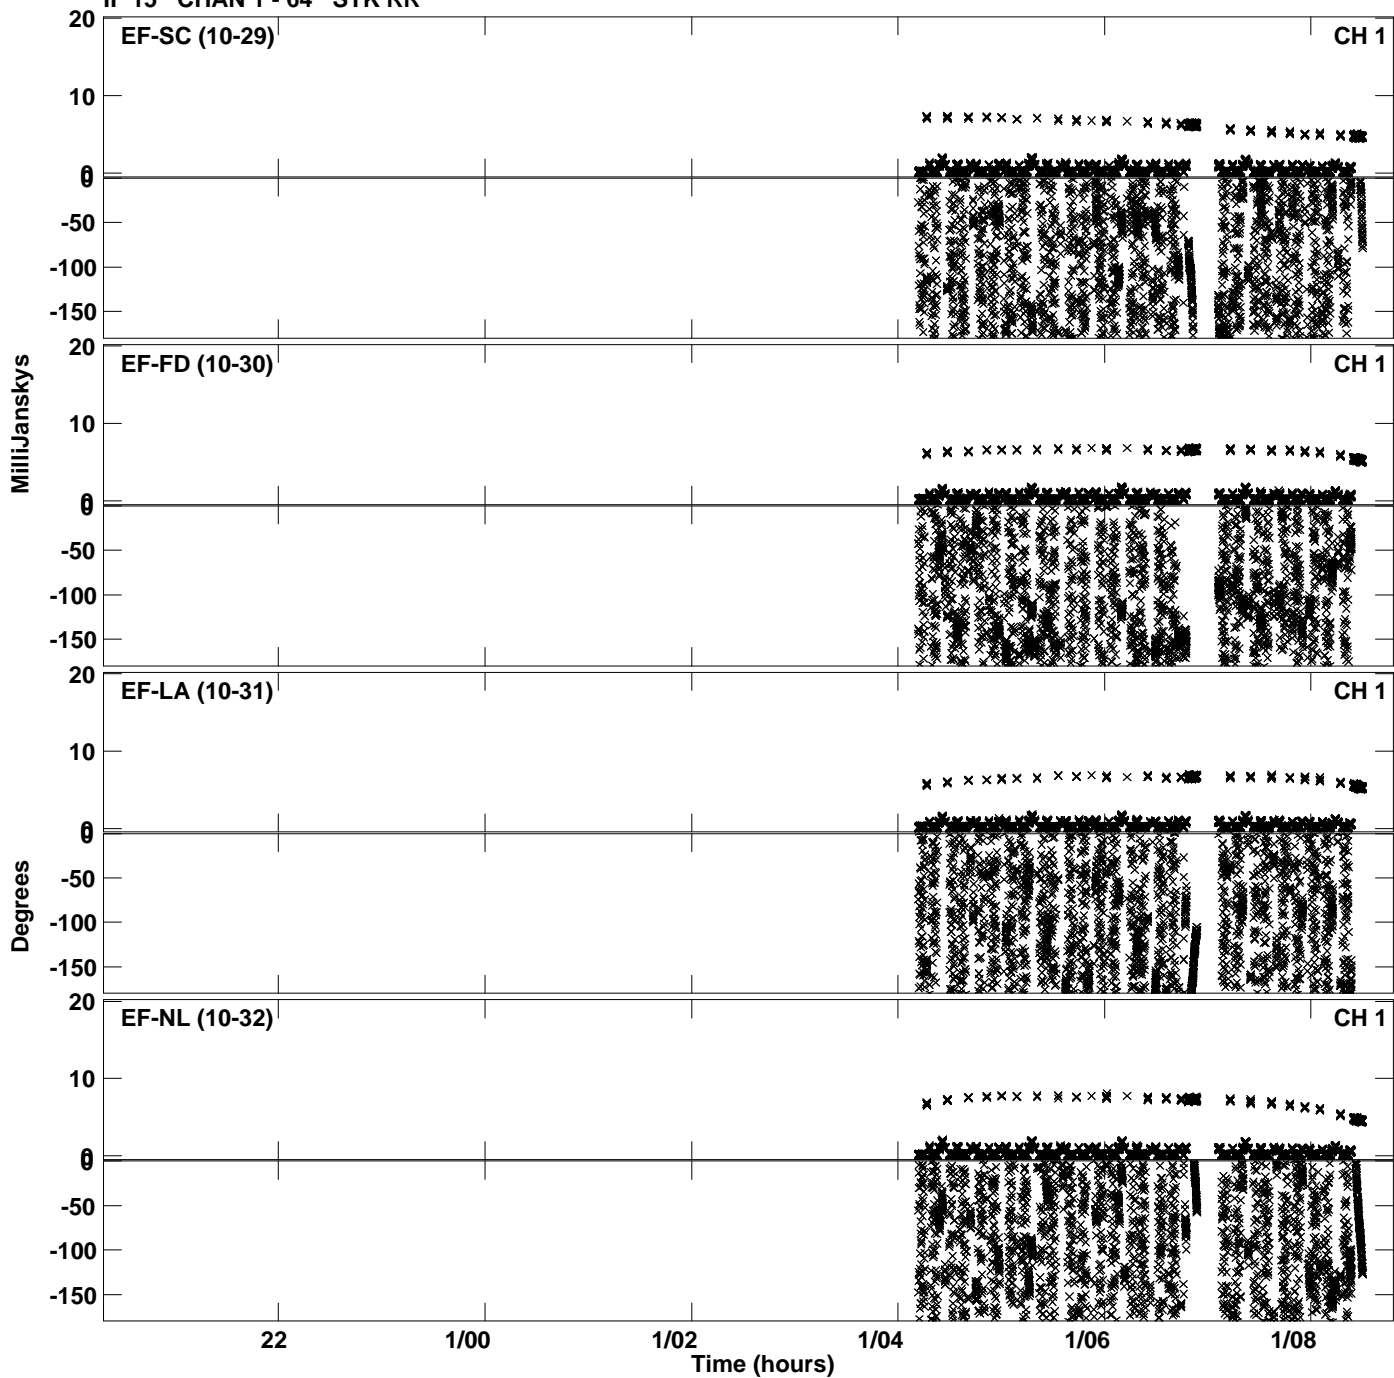 IF 15 CHAN 1 - 64 STK RR
20
EF-SC (10-29)
CH 1
10
0
0
-50
-100
-150
20
EF-FD (10-30)
CH 1
10
0
0
-50
-100
-150
MilliJanskys
20
EF-LA (10-31)
CH 1
10
0
0
-50
-100
-150
Degrees
20
EF-NL (10-32)
CH 1
10
0
0
-50
-100
-150
22 1/00 1/02 1/04 1/06 1/08
Time (hours)